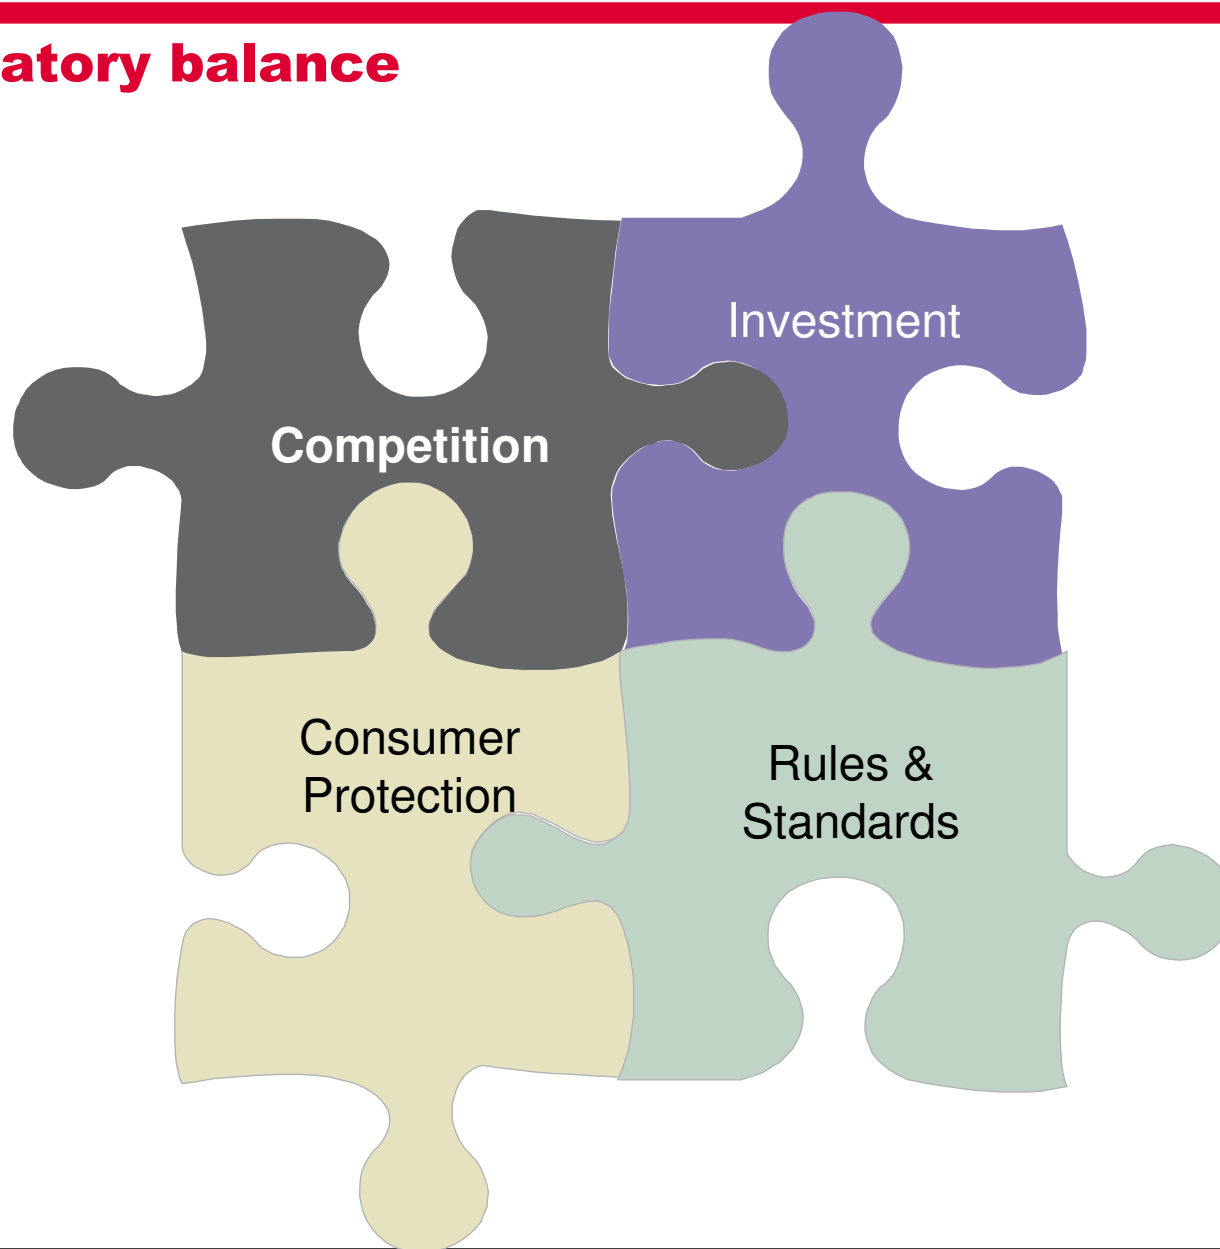 atory balance
Investment
Competition
Consumer
Protection
Rules &
Standards